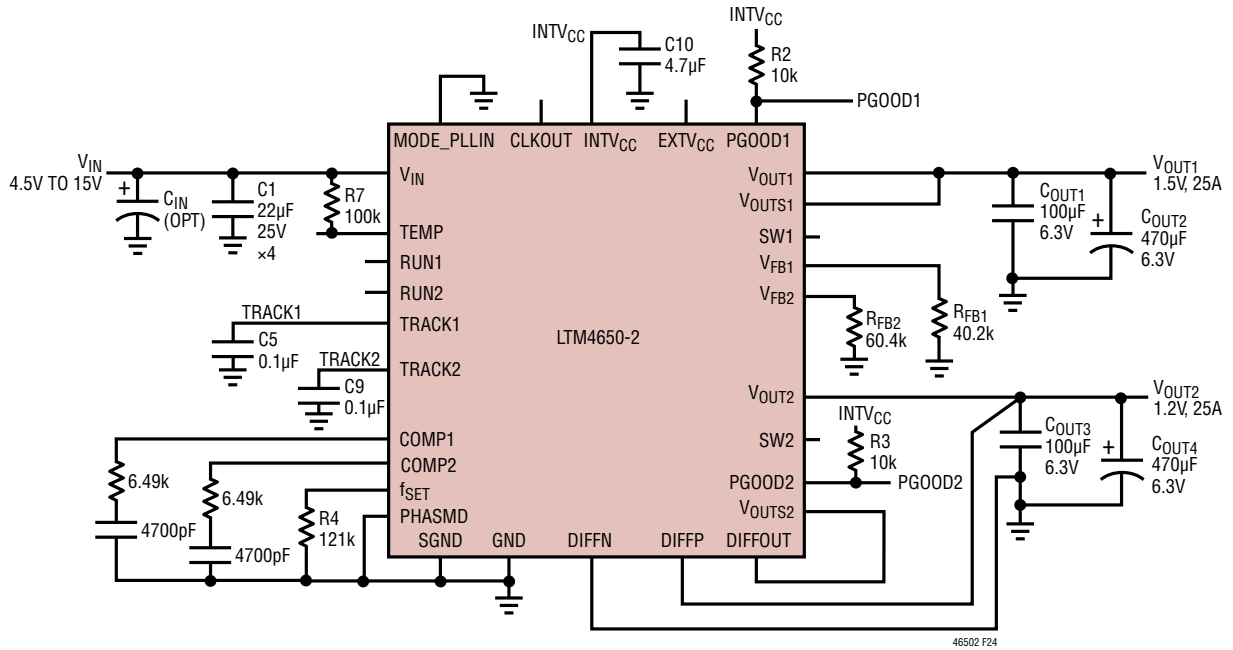 INTVCC
INTVCC
C10
4.7µF
R2
10k
PGOOD1
MODE_PLLIN
CLKOUT
INTVCC
EXTVCC
PGOOD1
VIN
4.5V TO 15V
+
CIN
(OPT)
C1
22µF
25V
×4
R7
100k
VIN
TEMP
RUN1
RUN2
TRACK1
TRACK1
C5
0.1µF
TRACK2
TRACK2
C9
0.1µF
LTM4650-2
VOUT1
VOUTS1
SW1
VFB1
VFB2
RFB2
60.4k
RFB1
40.2k
COUT1
100µF
6.3V
+
COUT2
470µF
6.3V
VOUT1
1.5V, 25A
VOUT2
INTVCC
SW2
R3
10k
PGOOD2
PGOOD2
VOUTS2
COUT3
100µF
6.3V
+
COUT4
470µF
6.3V
VOUT2
1.2V, 25A
COMP1
COMP2
fSET
PHASMD
6.49k
6.49k
4700pF
4700pF
R4
121k
SGND
GND
DIFFN
DIFFP
DIFFOUT
46502 F24